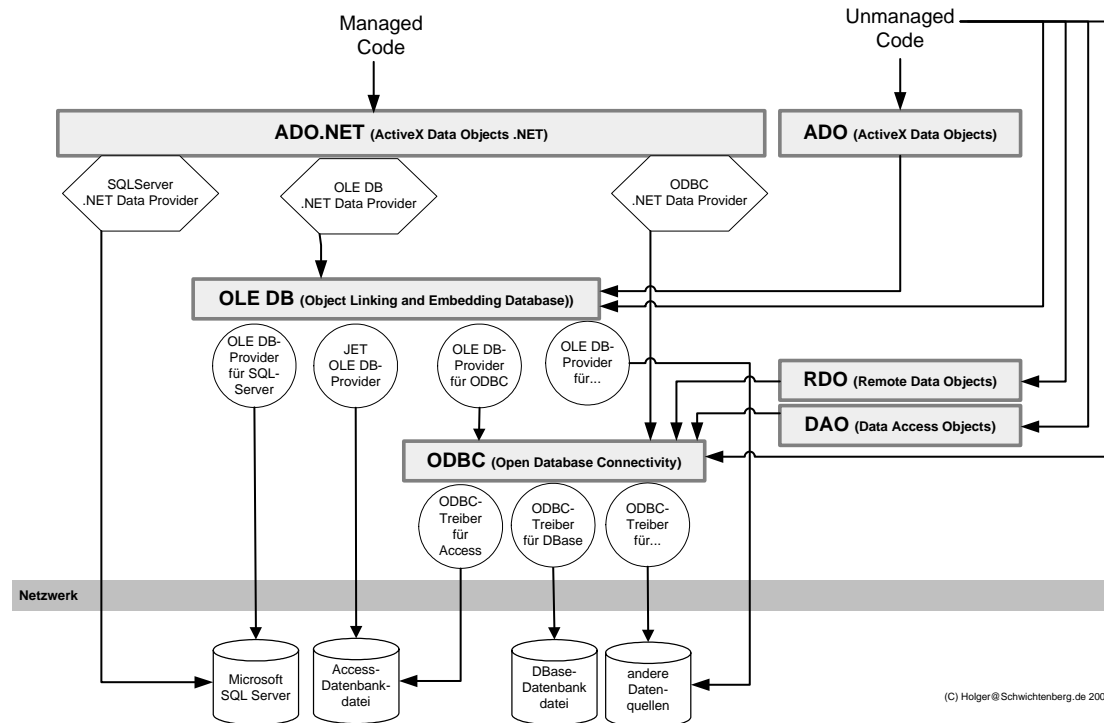 Managed
Code
Unmanaged
Code
ADO.NET (ActiveX Data Objects .NET)
ADO (ActiveX Data Objects)
SQLServer
.NET Data Provider
OLE DB
.NET Data Provider
ODBC
.NET Data Provider
OLE DB (Object Linking and Embedding Database))
OLE DB-
Provider
für SQL-
Server
JET
OLE DB-
Provider
OLE DB-
Provider
für ODBC
OLE DB-
Provider
für...
RDO (Remote Data Objects)
DAO (Data Access Objects)
ODBC (Open Database Connectivity)
ODBC-
Treiber
für
Access
ODBC-
Treiber
für DBase
ODBC-
Treiber
für...
Netzwerk
Microsoft
SQL Server
Access-
Datenbank-
datei
DBase-
Datenbank
datei
andere
Daten-
quellen
(C) Holger@Schwichtenberg.de 200